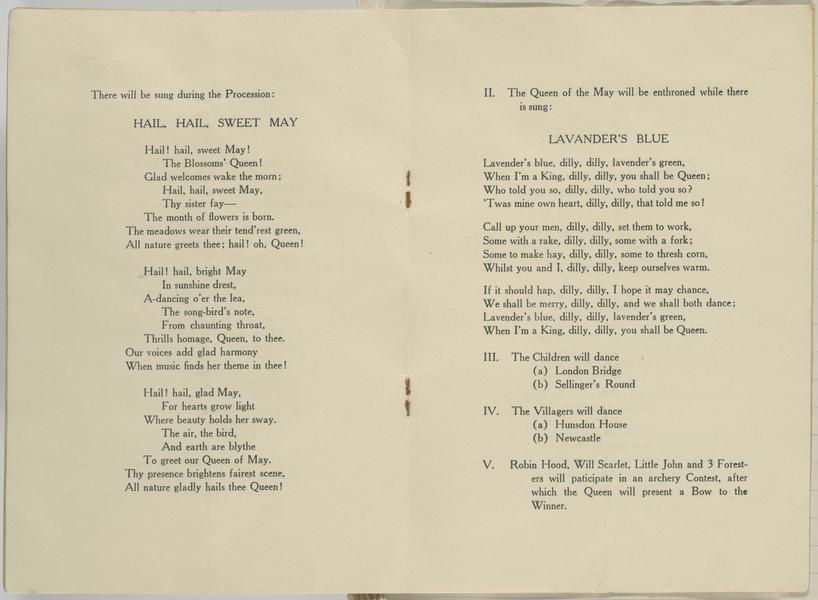 There will be sung during the Procession:
HAIL, HAIL, SWEET MAY
Hail! hail, sweet May!
The Blossoms' Queen!
Glad welcomes wake the morn;
Hail, hail, sweet May,
Thy sister fay—
The month of flowers is born.
The meadows wear their tend'rest green,
All nature greets thee; hail! oh, Queen!
Hail! hail, bright May
In sunshine drest,
A-dancing o'er the lea,
The song-bird's note,
From chaunting throat,
Thrills homage, Queen, to thee.
Our voices add glad harmony
When music finds her theme in thee!
Hail! hail, glad May,
For hearts grow light
Where beauty holds her sway.
The air, the bird,
And earth are blythe
To greet our Queen of May.
Thy presence brightens fairest scene,
All nature gladly hails thee Queen!
II. The Queen of the May will be enthroned while there
is sung:
LAVANDER'S BLUE
Lavender's blue, dilly, dilly, lavender's green,
When I'm a King, dilly, dilly, you shall be Queen;
Who told you so, dilly, dilly, who told you so?
'Twas mine own heart, dilly, dilly, that told me so!
Call up your men, dilly, dilly, set them to work,
Some with a rake, dilly, dilly, some with a fork;
Some to make hay, dilly, dilly, some to thresh corn,
Whilst you and I, dilly, dilly, keep ourselves warm.
If it should hap, dilly, dilly, I hope it may chance,
We shall be merry, dilly, dilly, and we shall both dance;
Lavender's blue, dilly, dilly, lavender's green,
When I'm a King, dilly, dilly, you shall be Queen.
III. The Children will dance
(a) London Bridge
(b) Sellinger's Round
IV. The Villagers will dance
(a) Hunsdon House
(b) Newcastle
V. Robin Hood, Will Scarlet, Little John and 3 Forest-
ers will paticipate in an archery Contest, after
which the Queen will present a Bow to the
Winner.